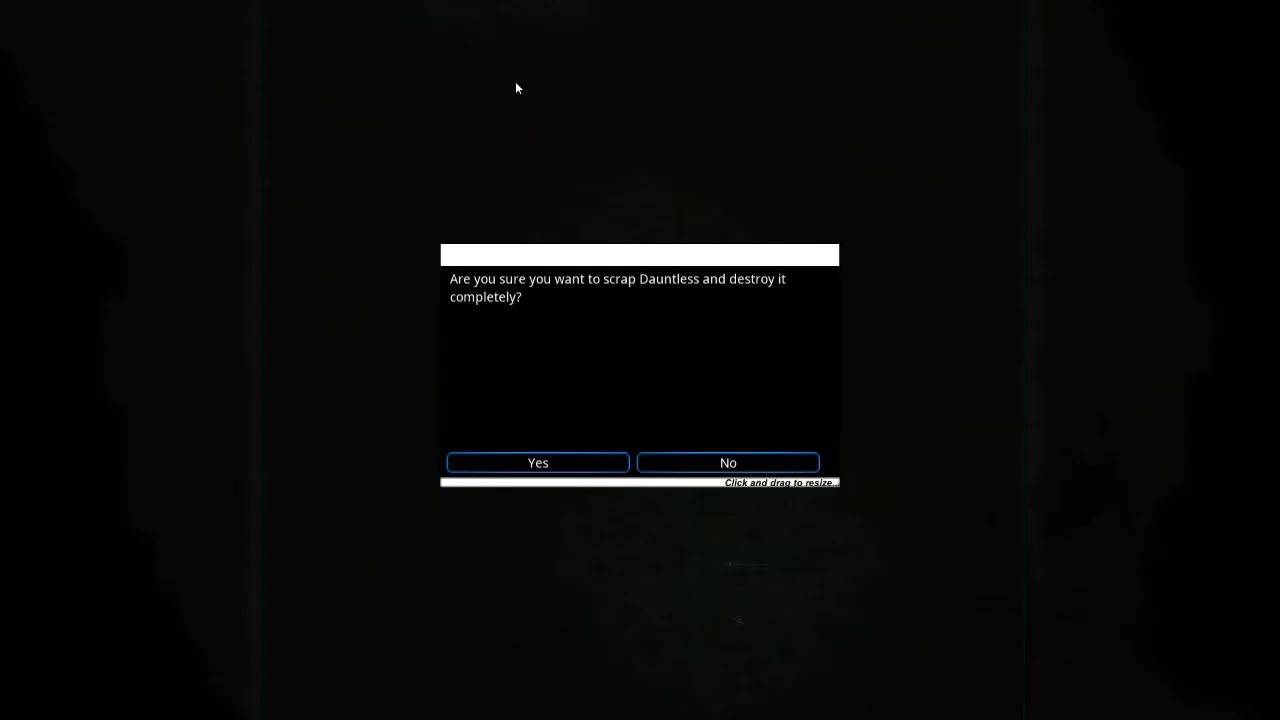 Are you sure you want to scrap Dauntless and destroy it
completely?
Yes No
Click and drag to resize...